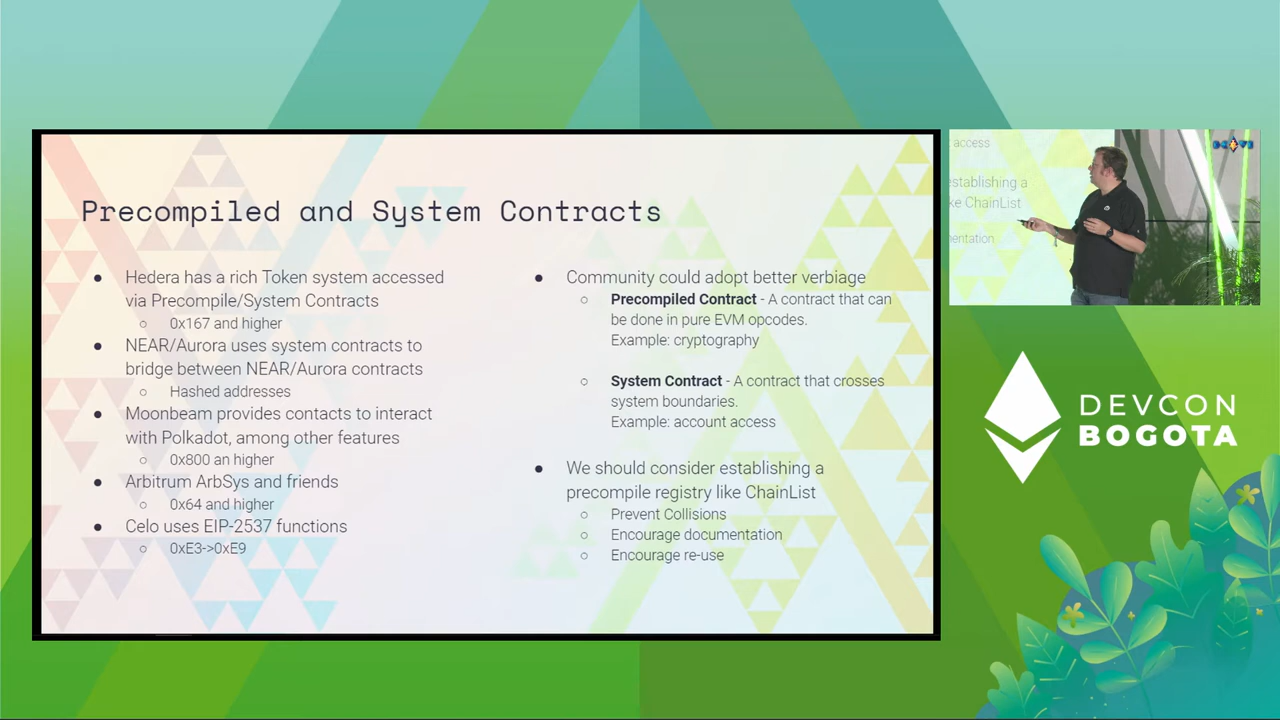 Precompiled and System Contracts
● Hedera has a rich Token system accessed
via Precompile/System Contracts
○ 0x167 and higher
● NEAR/Aurora uses system contracts to
bridge between NEAR/Aurora contracts
○ Hashed addresses
● Moonbeam provides contacts to interact
with Polkadot, among other features
○ 0x800 an higher
● Arbitrum ArbSys and friends
○ 0x64 and higher
● Celo uses EIP-2537 functions
○ 0xE3->0xE9
● Community could adopt better verbiage
○ Precompiled Contract - A contract that can
be done in pure EVM opcodes.
Example: cryptography
○ System Contract - A contract that crosses
system boundaries.
Example: account access
● We should consider establishing a
precompile registry like ChainList
○ Prevent Collisions
○ Encourage documentation
○ Encourage re-use
access
establishing a
ke ChainList
mentation
DEVCON
BOGOTA